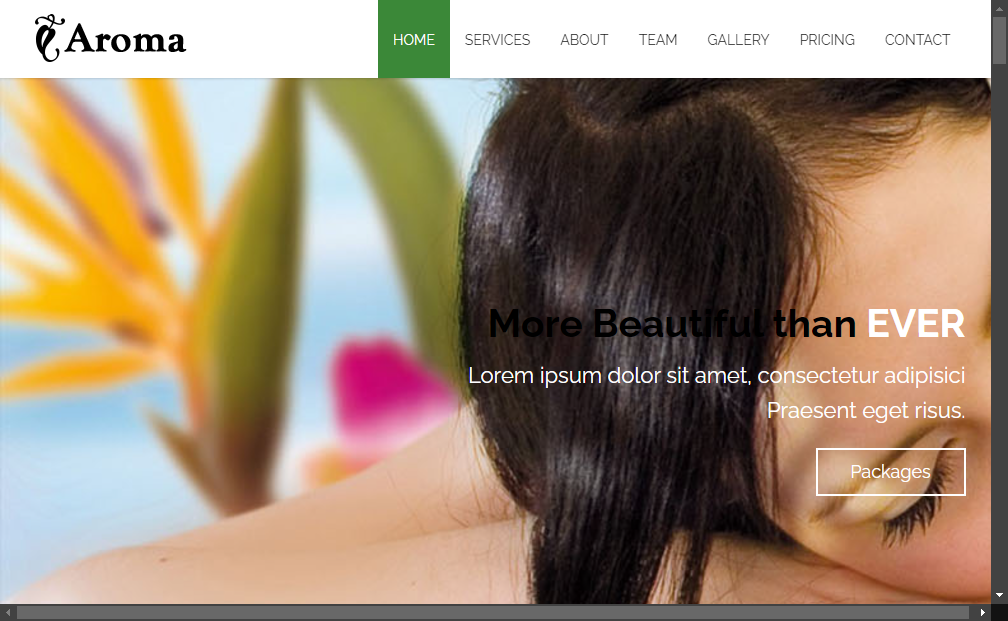 Aroma
HOME SERVICES ABOUT TEAM GALLERY PRICING CONTACT
More Beautiful than EVER
Lorem ipsum dolor sit amet, consectetur adipisici
Praesent eget risus.
Packages